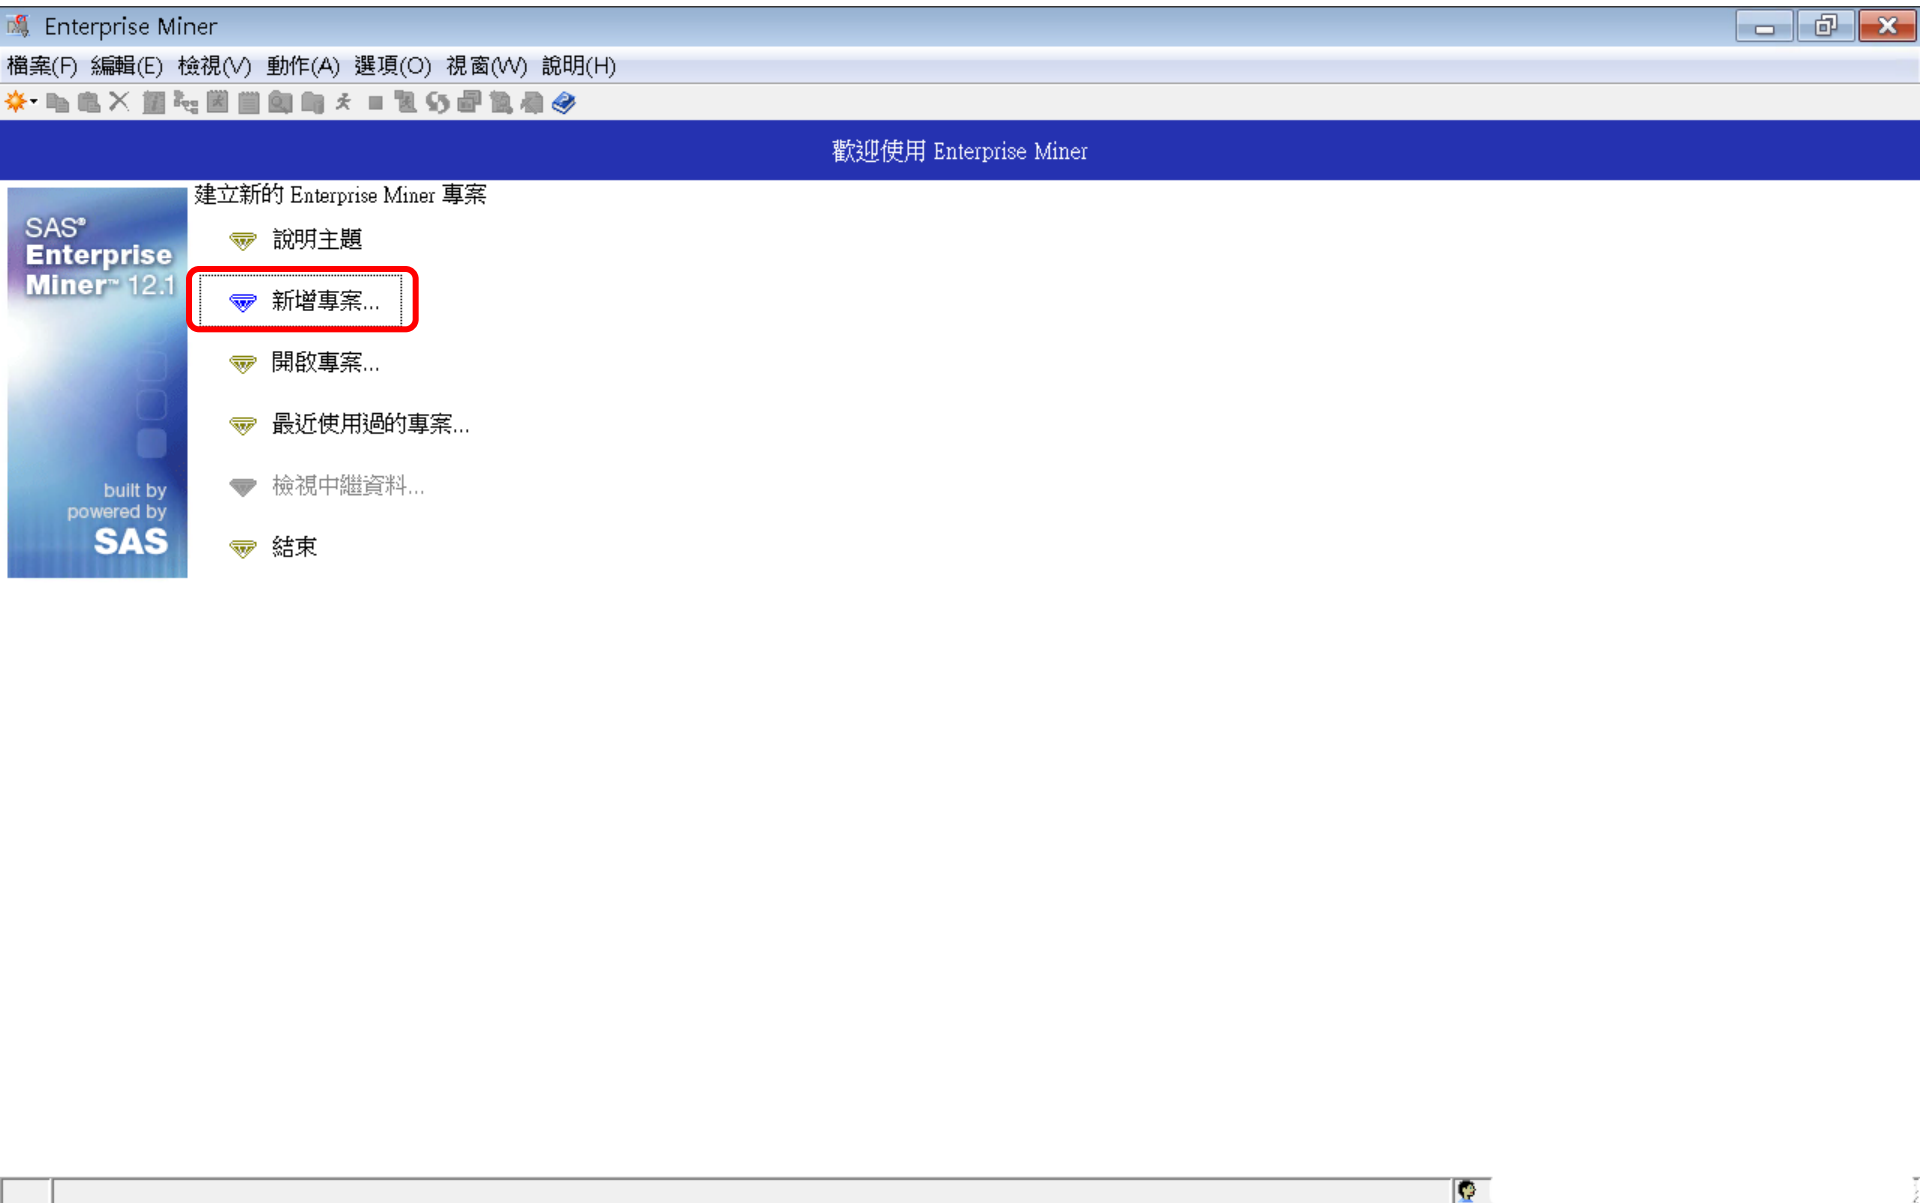 Enterprise Miner
檔案(F) 編輯(E) 檢視(V) 動作(A) 選項(O) 視窗(W) 說明(H)
歡迎使用 Enterprise Miner
建立新的 Enterprise Miner 專案
SAS®
Enterprise
Miner™ 12.1
built by
powered by
SAS
說明主題
新增專案...
開啟專案...
最近使用過的專案...
檢視中繼資料...
結束